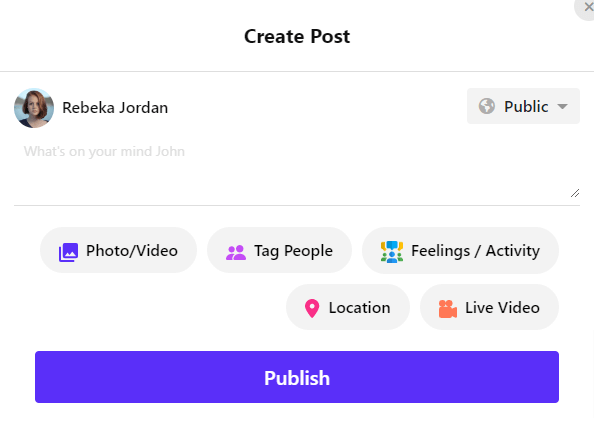 Create Post
Rebeka Jordan
Public
What's on your mind John
Photo/Video
Tag People
Feelings / Activity
Location
Live Video
Publish